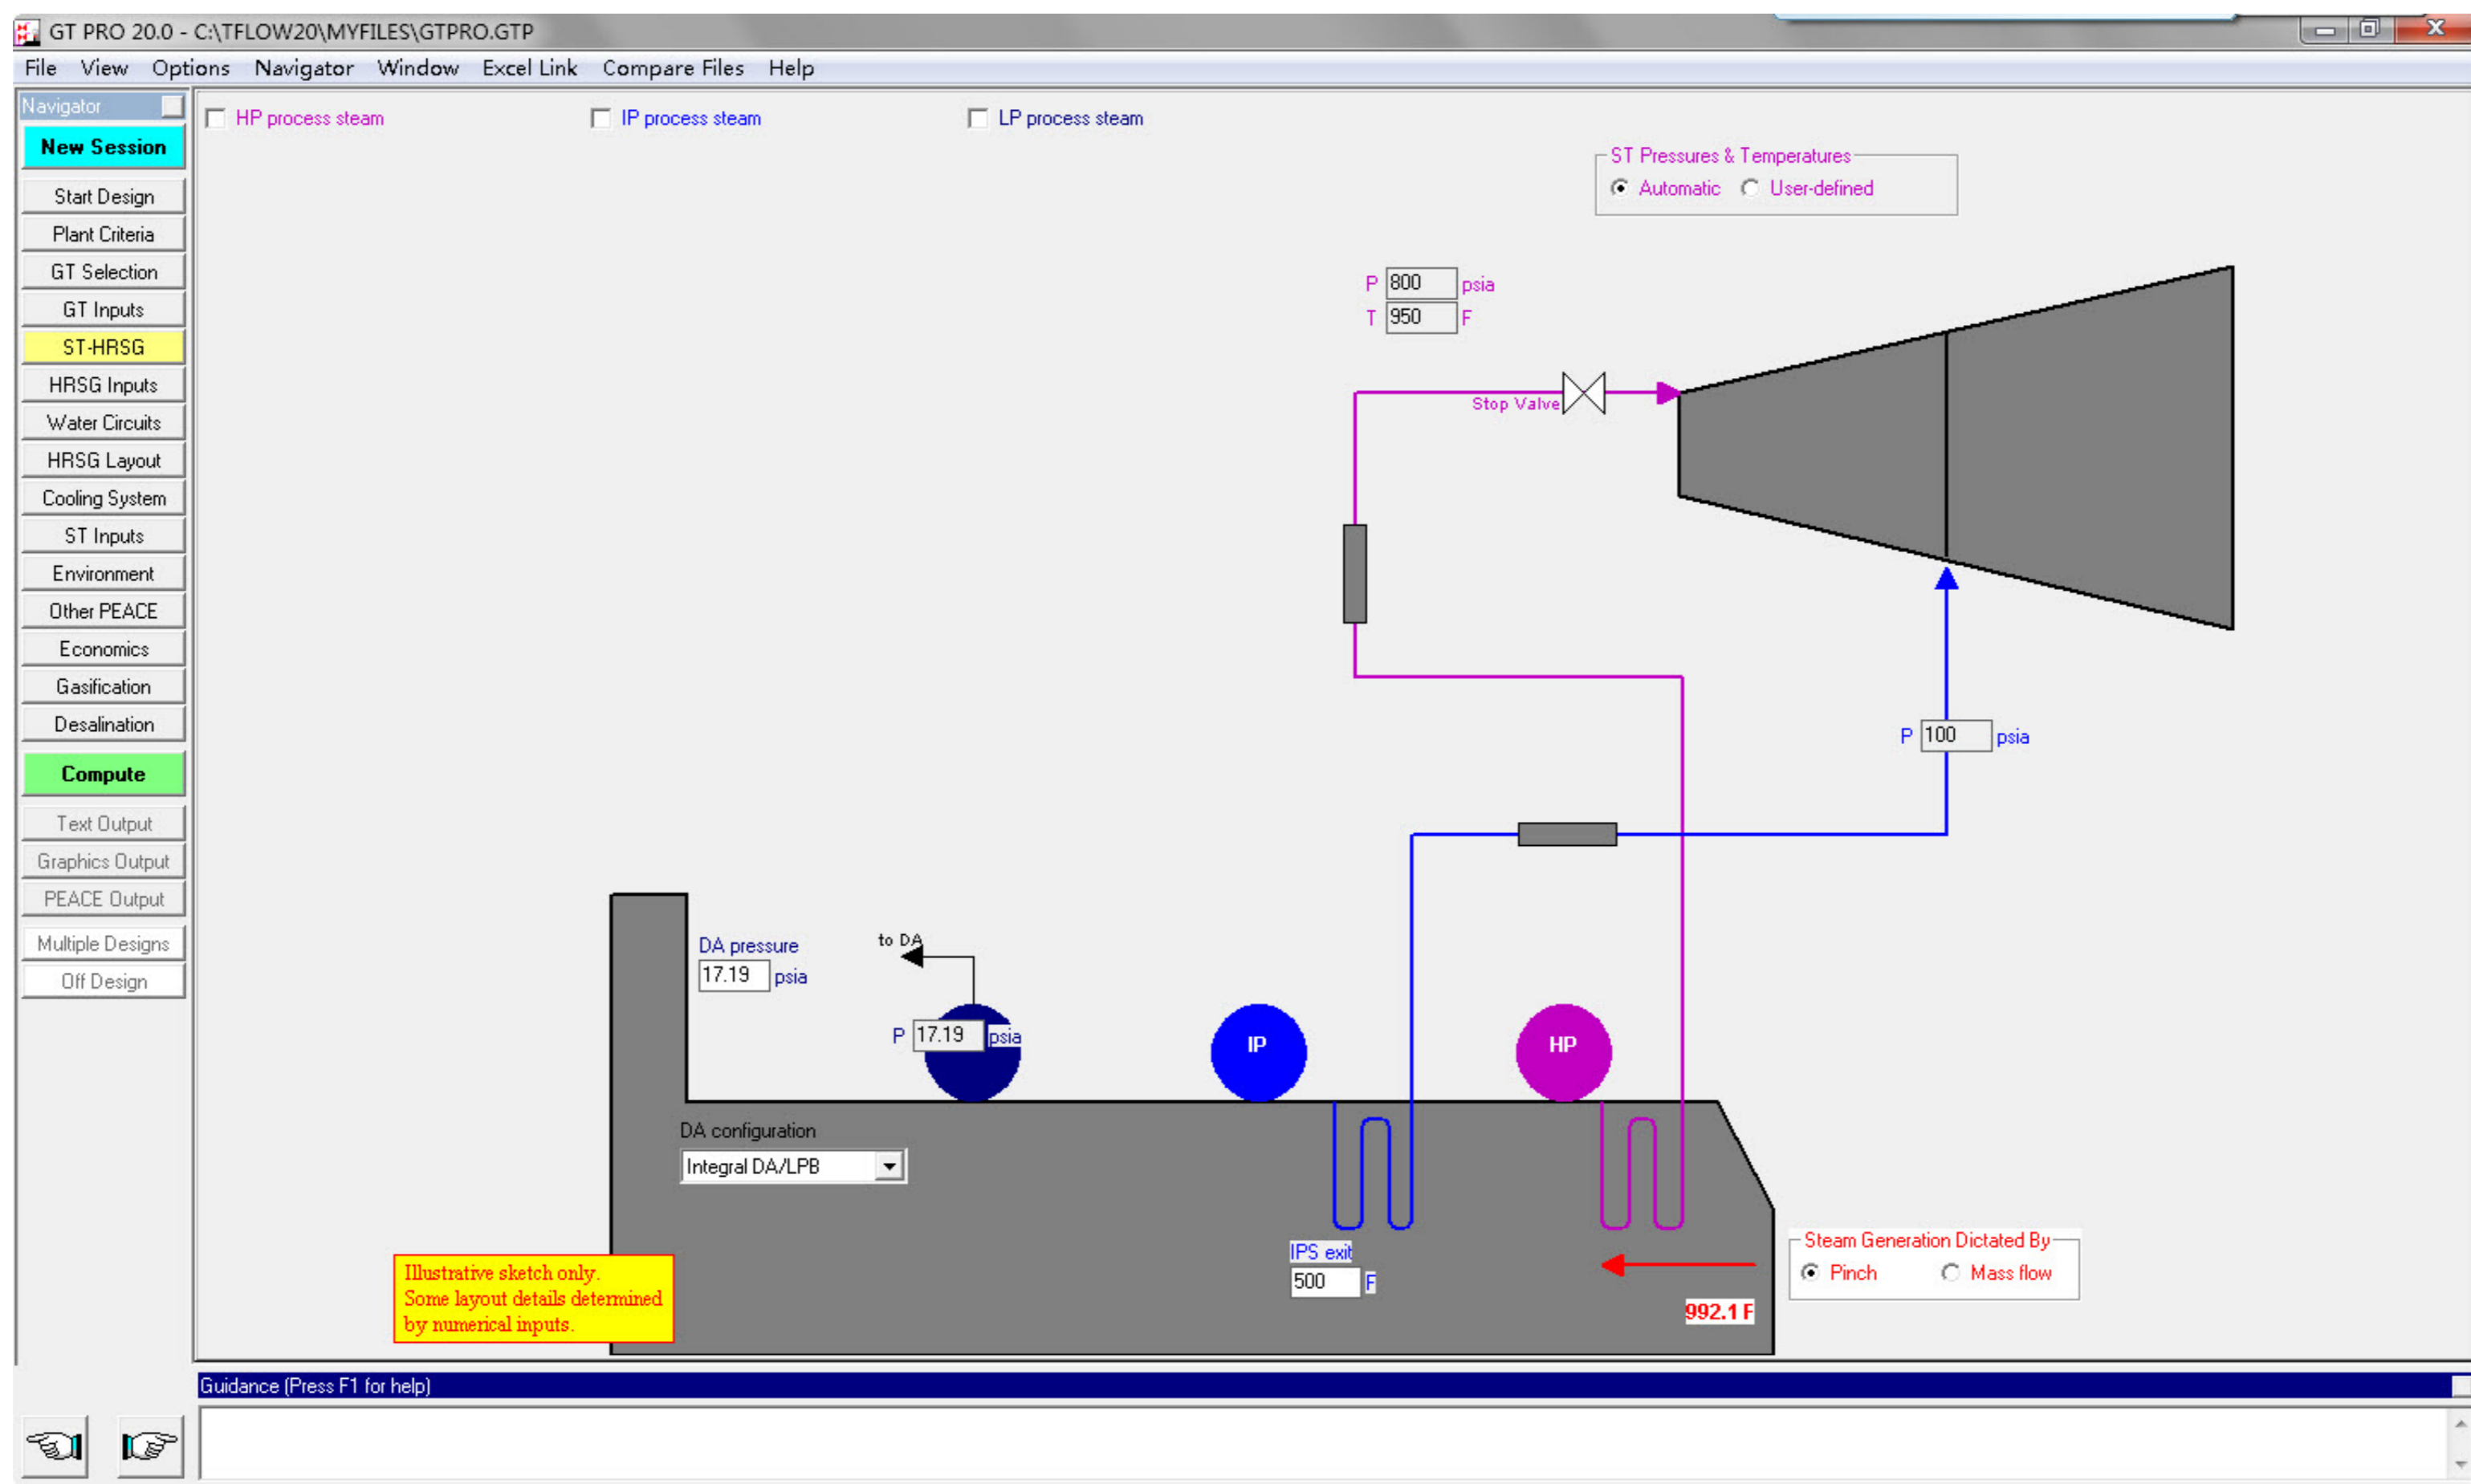 GT PRO 20.0 - C:\TFLOW20\MYFILES\GTPRO.GTP
File View Options Navigator Window Excel Link Compare Files Help
Navigator
New Session
Start Design
Plant Criteria
GT Selection
GT Inputs
ST-HRSG
HRSG Inputs
Water Circuits
HRSG Layout
Cooling System
ST Inputs
Environment
Other PEACE
Economics
Gasification
Desalination
Compute
Text Output
Graphics Output
PEACE Output
Multiple Designs
Off Design
HP process steam IP process steam LP process steam
ST Pressures & Temperatures
Automatic User-defined
P 800 psia
T 950 F
Stop Valve
P 100 psia
DA pressure
17.19 psia
to DA
P 17.19 psia
IP
HP
DA configuration
Integral DA/LPB
IPS exit
500 F
992.1 F
Steam Generation Dictated By
Pinch Mass flow
Illustrative sketch only.
Some layout details determined
by numerical inputs.
Guidance (Press F1 for help)